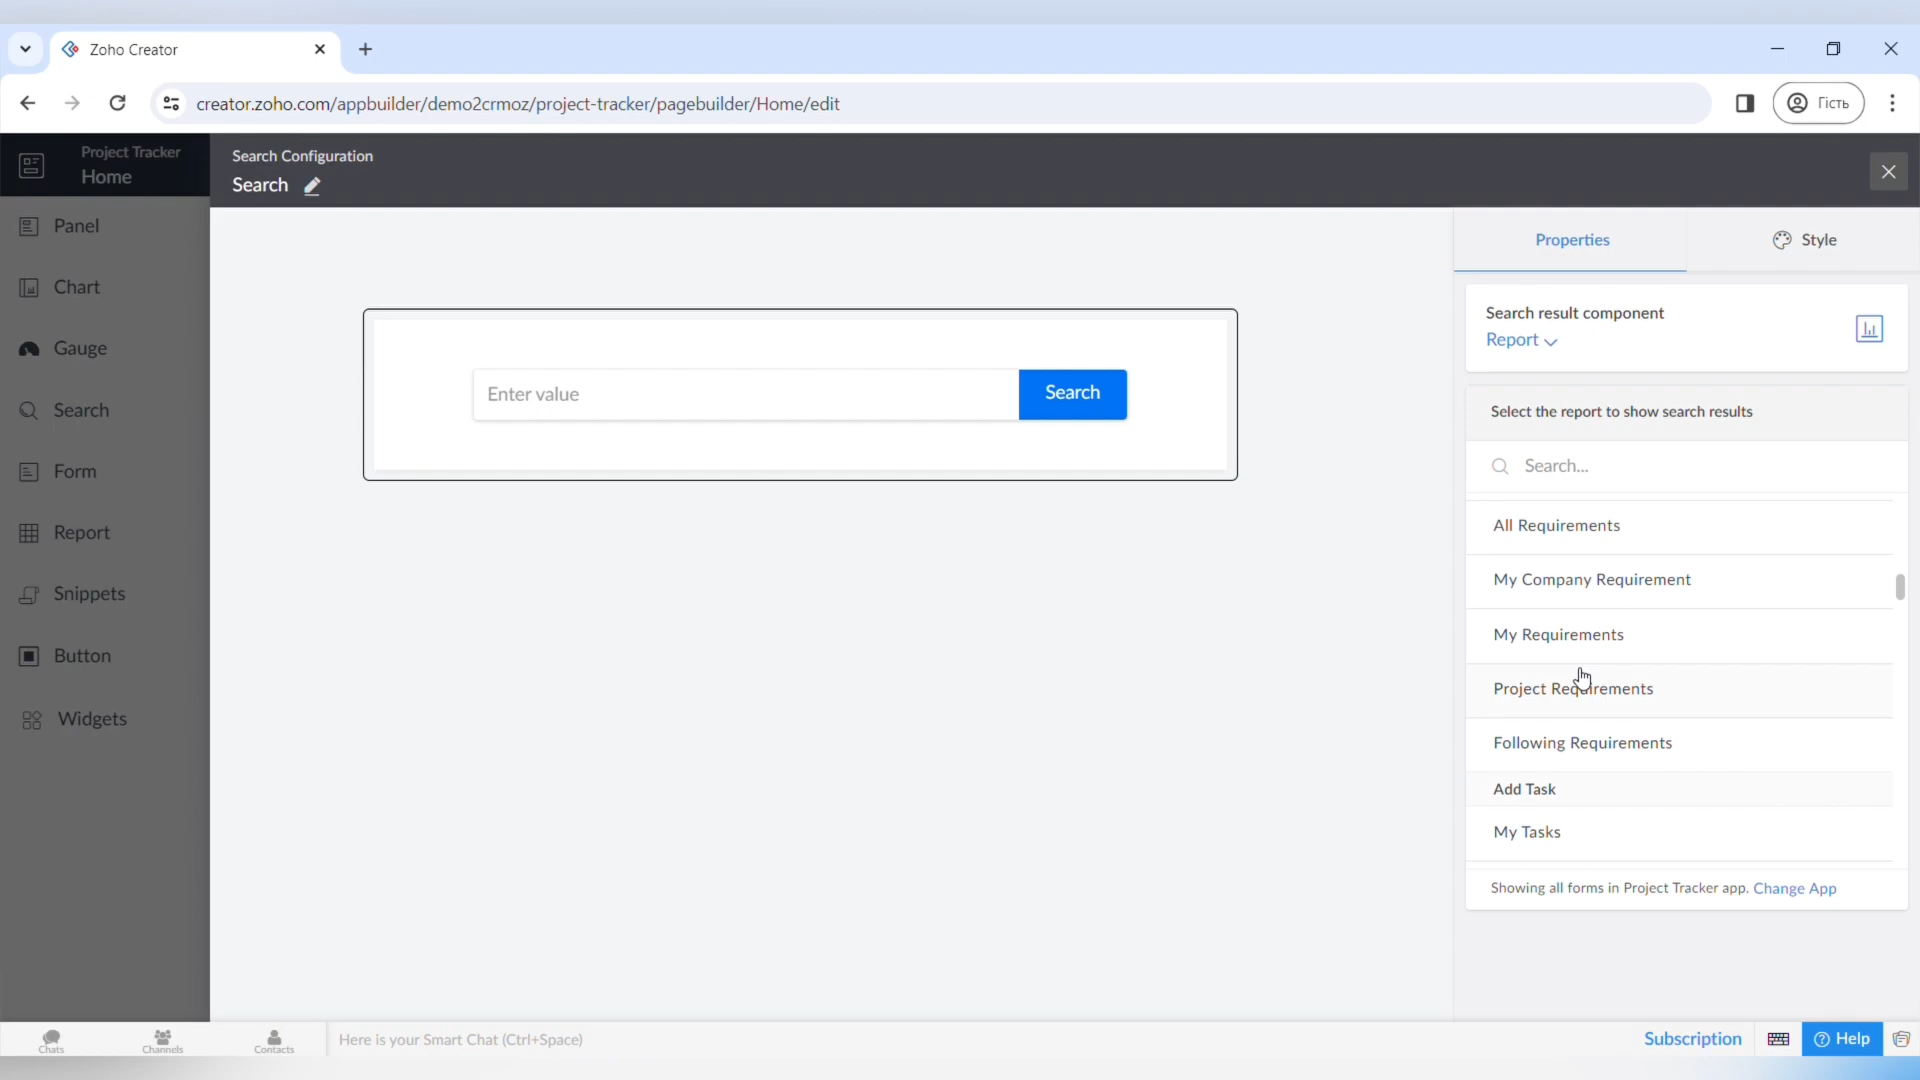 Zoho Creator
creator.zoho.com/appbuilder/demo2crmoz/project-tracker/pagebuilder/Home/edit
Гість
Project Tracker
Home
Search Configuration
Search
Panel
Chart
Gauge
Search
Form
Report
Snippets
Button
Widgets
Enter value
Search
Properties
Style
Search result component
Report
Select the report to show search results
Search...
All Requirements
My Company Requirement
My Requirements
Project Requirements
Following Requirements
Add Task
My Tasks
Showing all forms in Project Tracker app. Change App
Chats
Channels
Contacts
Here is your Smart Chat (Ctrl+Space)
Subscription
Help